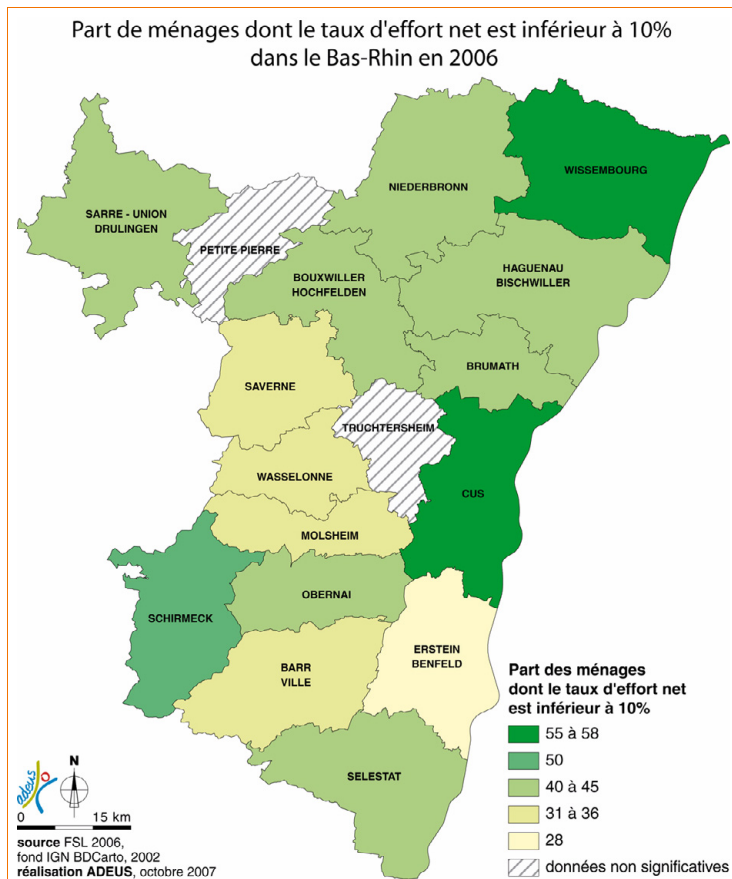 Part de ménages dont le taux d'effort net est inférieur à 10%
dans le Bas-Rhin en 2006
WISSEMBOURG
NIEDERBRONN
SARRE - UNION
DRULINGEN
PETITE PIERRE
HAGUENAU
BISCHWILLER
BOUXWILLER
HOCHFELDEN
BRUMATH
SAVERNE
TRUCHTERSHEIM
WASSELONNE
CUS
MOLSHEIM
OBERNAI
SCHIRMECK
ERSTEIN
BENFELD
BARR
VILLE
SELESTAT
Part des ménages
dont le taux d'effort net
est inférieur à 10%
55 à 58
50
40 à 45
31 à 36
28
données non significatives
adeus
N
0 15 km
source FSL 2006,
fond IGN BDCarto, 2002
réalisation ADEUS, octobre 2007